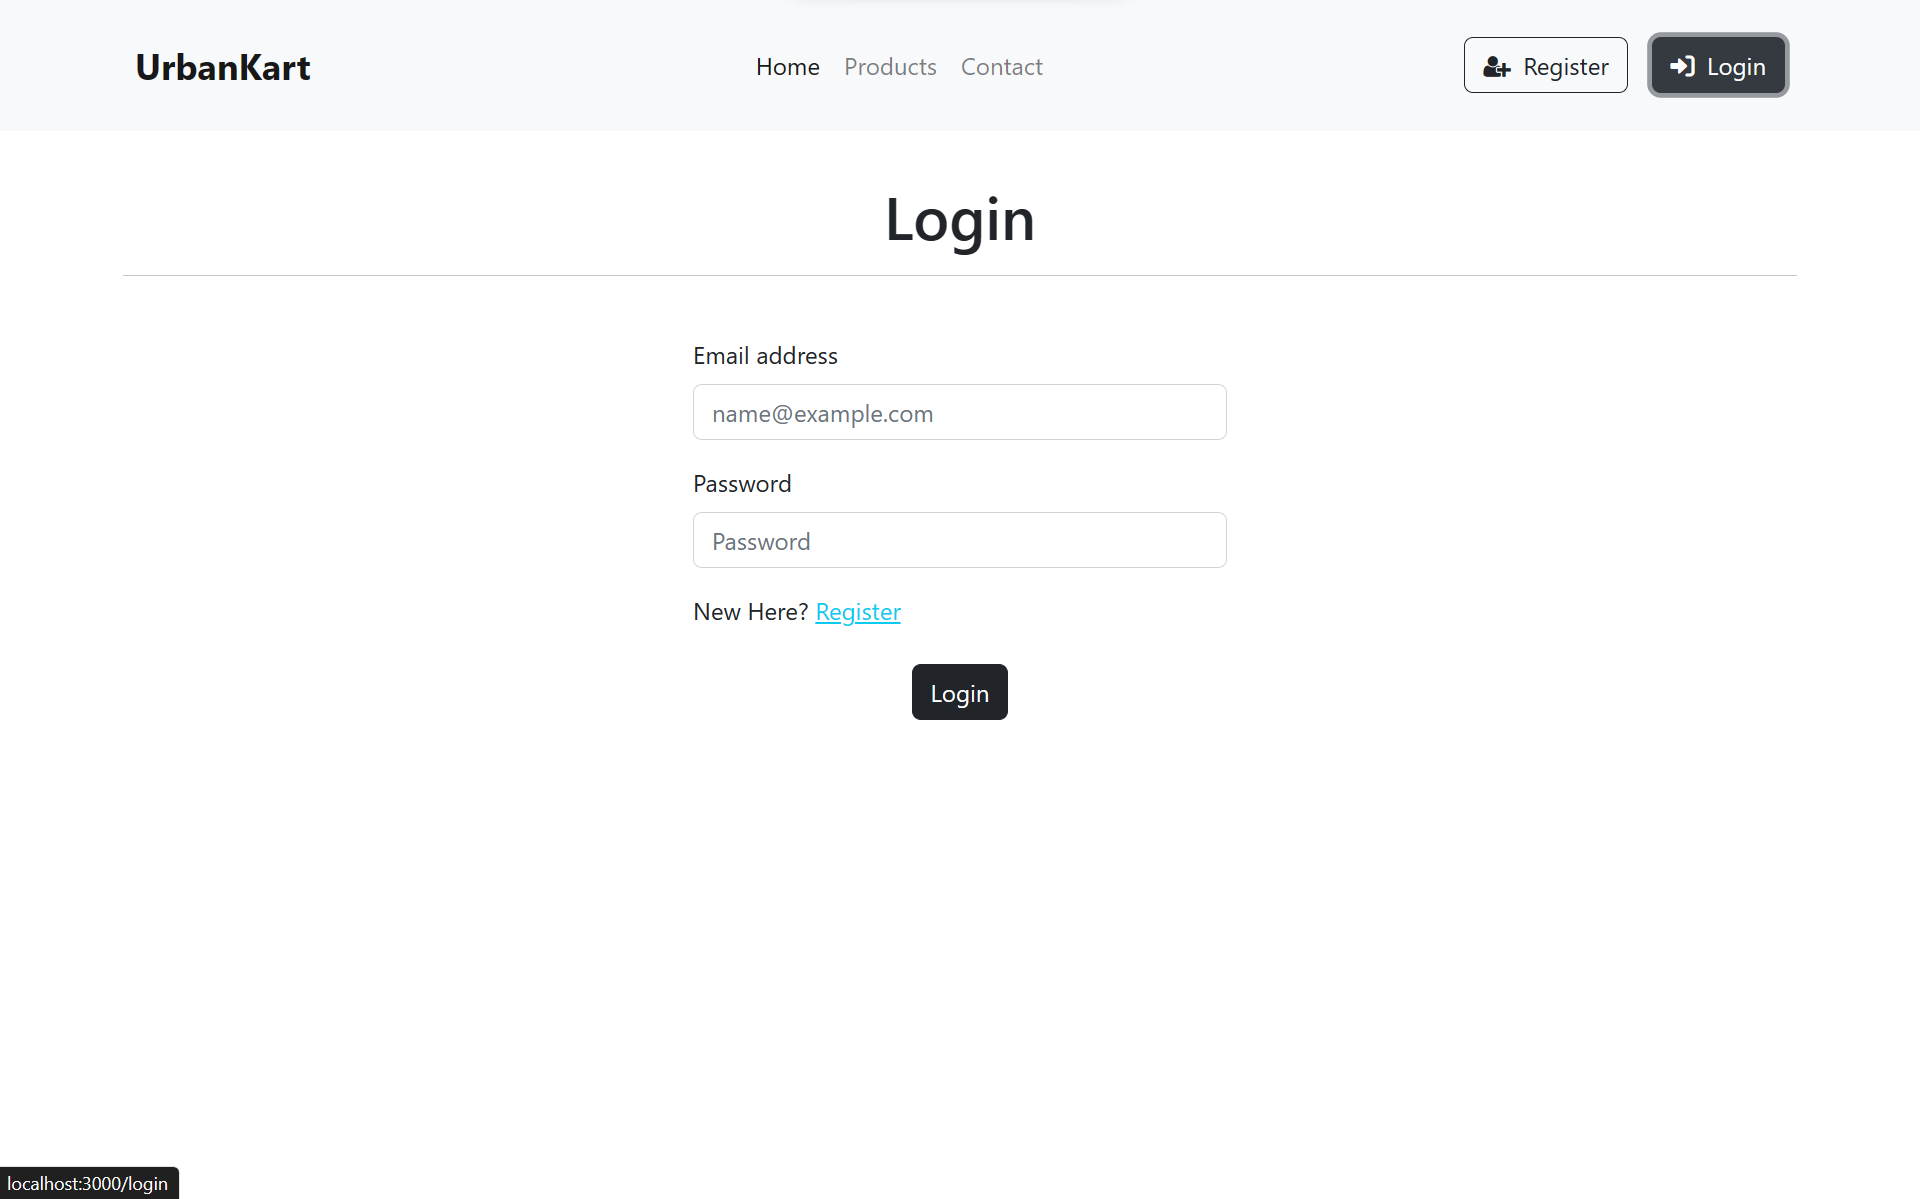 UrbanKart
Home Products Contact
Register
Login
Login
Email address
name@example.com
Password
Password
New Here? Register
Login
localhost:3000/login